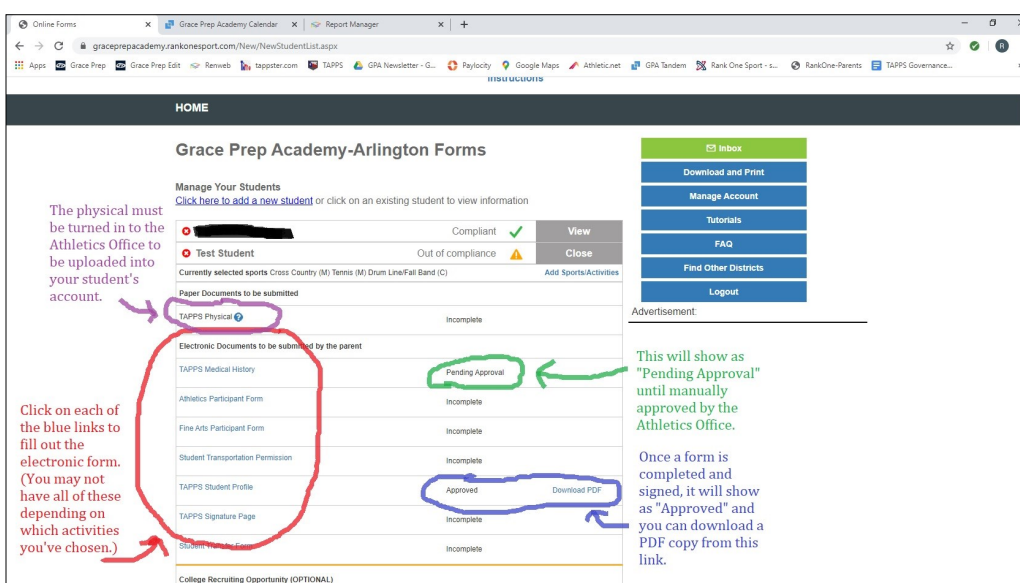 Online Forms x Grace Prep Academy Calendar x Report Manager x +
graceprepacademy.rankonesport.com/New/NewStudentList.aspx R
Apps Grace Prep Grace Prep Edit Renweb tappster.com TAPPS GPA Newsletter - G... Paylocity Google Maps Athletic.net GPA Tandem Rank One Sport - s... RankOne-Parents TAPPS Governance...
Instructions
HOME
Grace Prep Academy-Arlington Forms
Manage Your Students
Click here to add a new student or click on an existing student to view information
Compliant View
Test Student Out of compliance Close
Currently selected sports Cross Country (M) Tennis (M) Drum Line/Fall Band (C) Add Sports/Activities
Paper Documents to be submitted
TAPPS Physical ? Incomplete
Electronic Documents to be submitted by the parent
TAPPS Medical History Pending Approval
Athletics Participant Form Incomplete
Fine Arts Participant Form Incomplete
Student Transportation Permission Incomplete
TAPPS Student Profile Approved Download PDF
TAPPS Signature Page Incomplete
Student Transfer Form Incomplete
College Recruiting Opportunity (OPTIONAL)
Inbox
Download and Print
Manage Account
Tutorials
FAQ
Find Other Districts
Logout
Advertisement:
The physical must
be turned in to the
Athletics Office to
be uploaded into
your student's
account.
Click on each of
the blue links to
fill out the
electronic form.
(You may not
have all of these
depending on
which activities
you've chosen.)
This will show as
"Pending Approval"
until manually
approved by the
Athletics Office.
Once a form is
completed and
signed, it will show
as "Approved" and
you can download a
PDF copy from this
link.